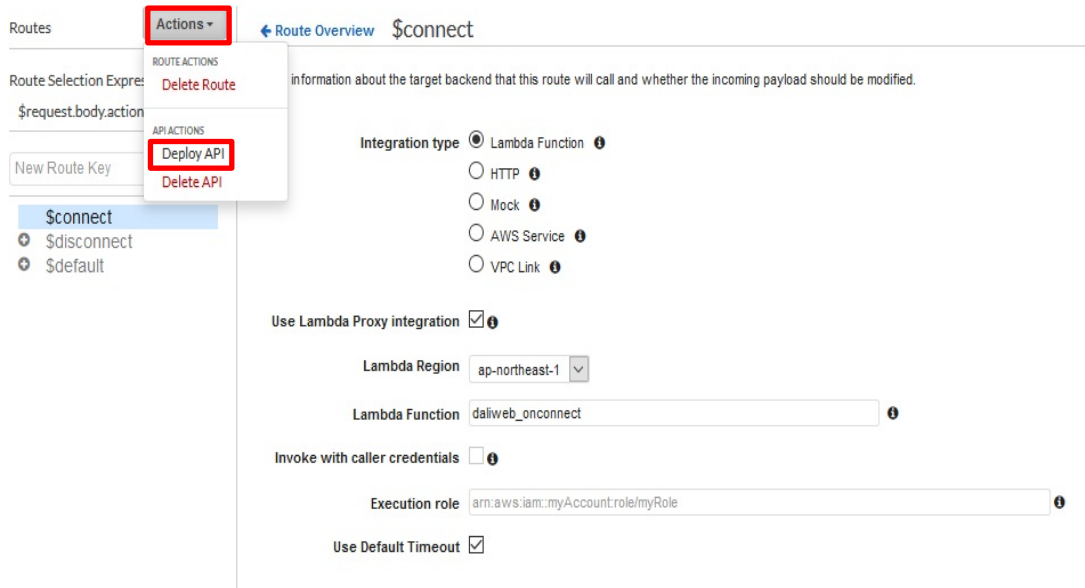 Routes
Actions
Route Overview $connect
ROUTE ACTIONS
Delete Route
API ACTIONS
Deploy API
Delete API
Route Selection Expres
$request.body.action
New Route Key
$connect
$disconnect
$default
information about the target backend that this route will call and whether the incoming payload should be modified.
Integration type Lambda Function
HTTP
Mock
AWS Service
VPC Link
Use Lambda Proxy integration
Lambda Region ap-northeast-1
Lambda Function daliweb_onconnect
Invoke with caller credentials
Execution role arn:aws:iam::myAccount:role/myRole
Use Default Timeout